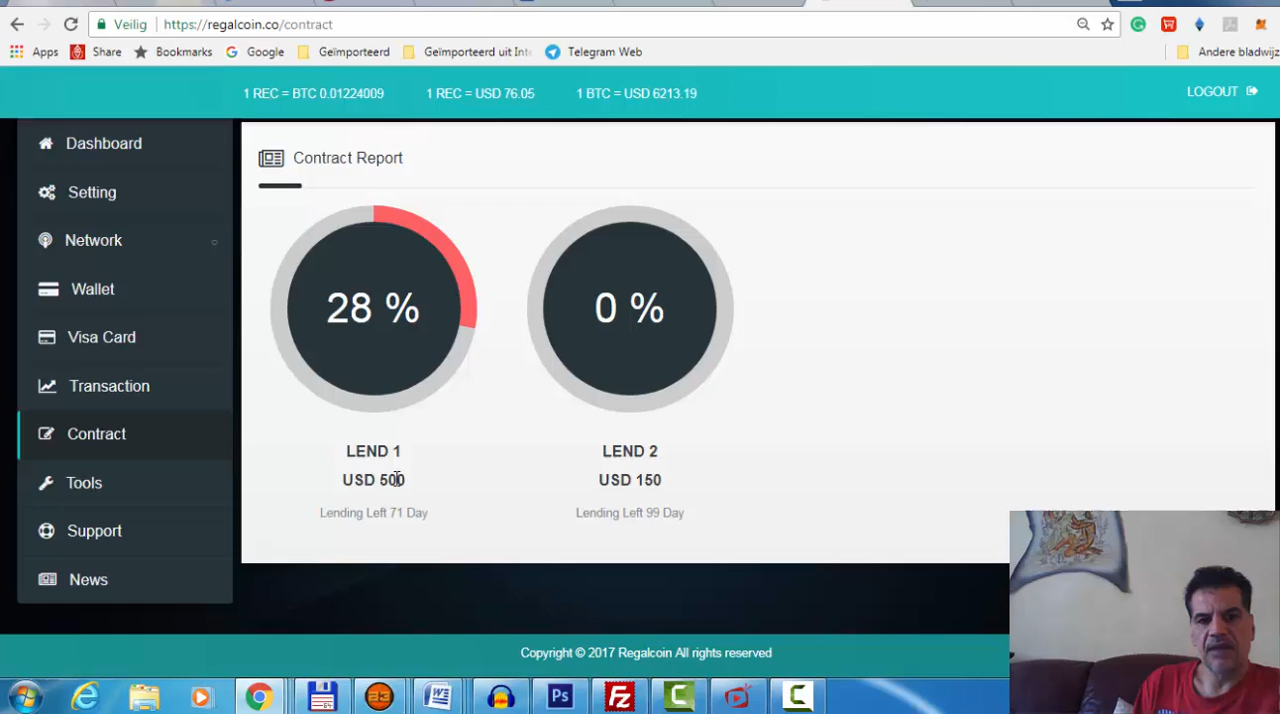 Veilig https://regalcoin.co/contract
Apps Share Bookmarks Google Geïmporteerd Geïmporteerd uit Int Telegram Web Andere bladwijz
1 REC = BTC 0.01224009 1 REC = USD 76.05 1 BTC = USD 6213.19 LOGOUT
Dashboard
Setting
Network
Wallet
Visa Card
Transaction
Contract
Tools
Support
News
Contract Report
28 % 0 %
LEND 1 LEND 2
USD 500 USD 150
Lending Left 71 Day Lending Left 99 Day
Copyright © 2017 Regalcoin All rights reserved